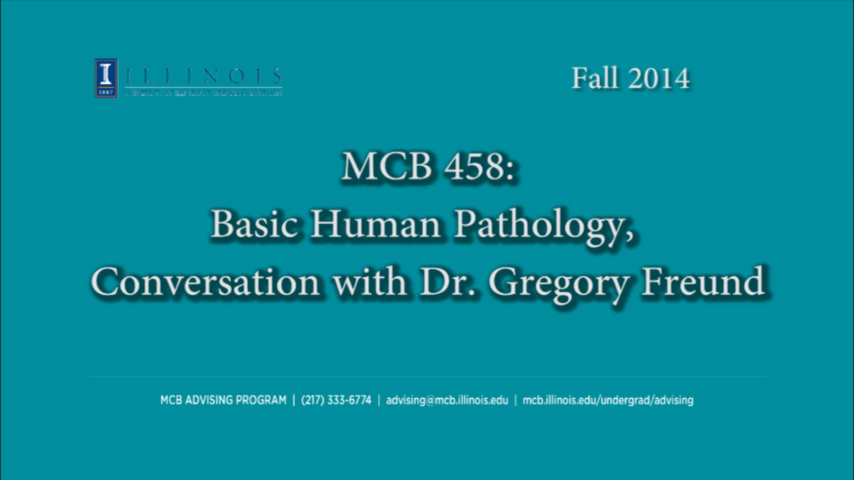 I ILLINOIS
1867
Fall 2014
MCB 458:
Basic Human Pathology,
Conversation with Dr. Gregory Freund
MCB ADVISING PROGRAM | (217) 333-6774 | advising@mcb.illinois.edu | mcb.illinois.edu/undergrad/advising